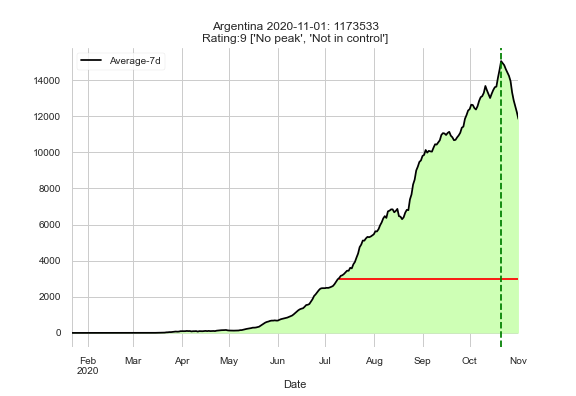 Argentina 2020-11-01: 1173533
Rating:9 ['No peak', 'Not in control']
Average-7d
14000
12000
10000
8000
6000
4000
2000
0
Feb Mar Apr May Jun Jul Aug Sep Oct Nov
2020
Date